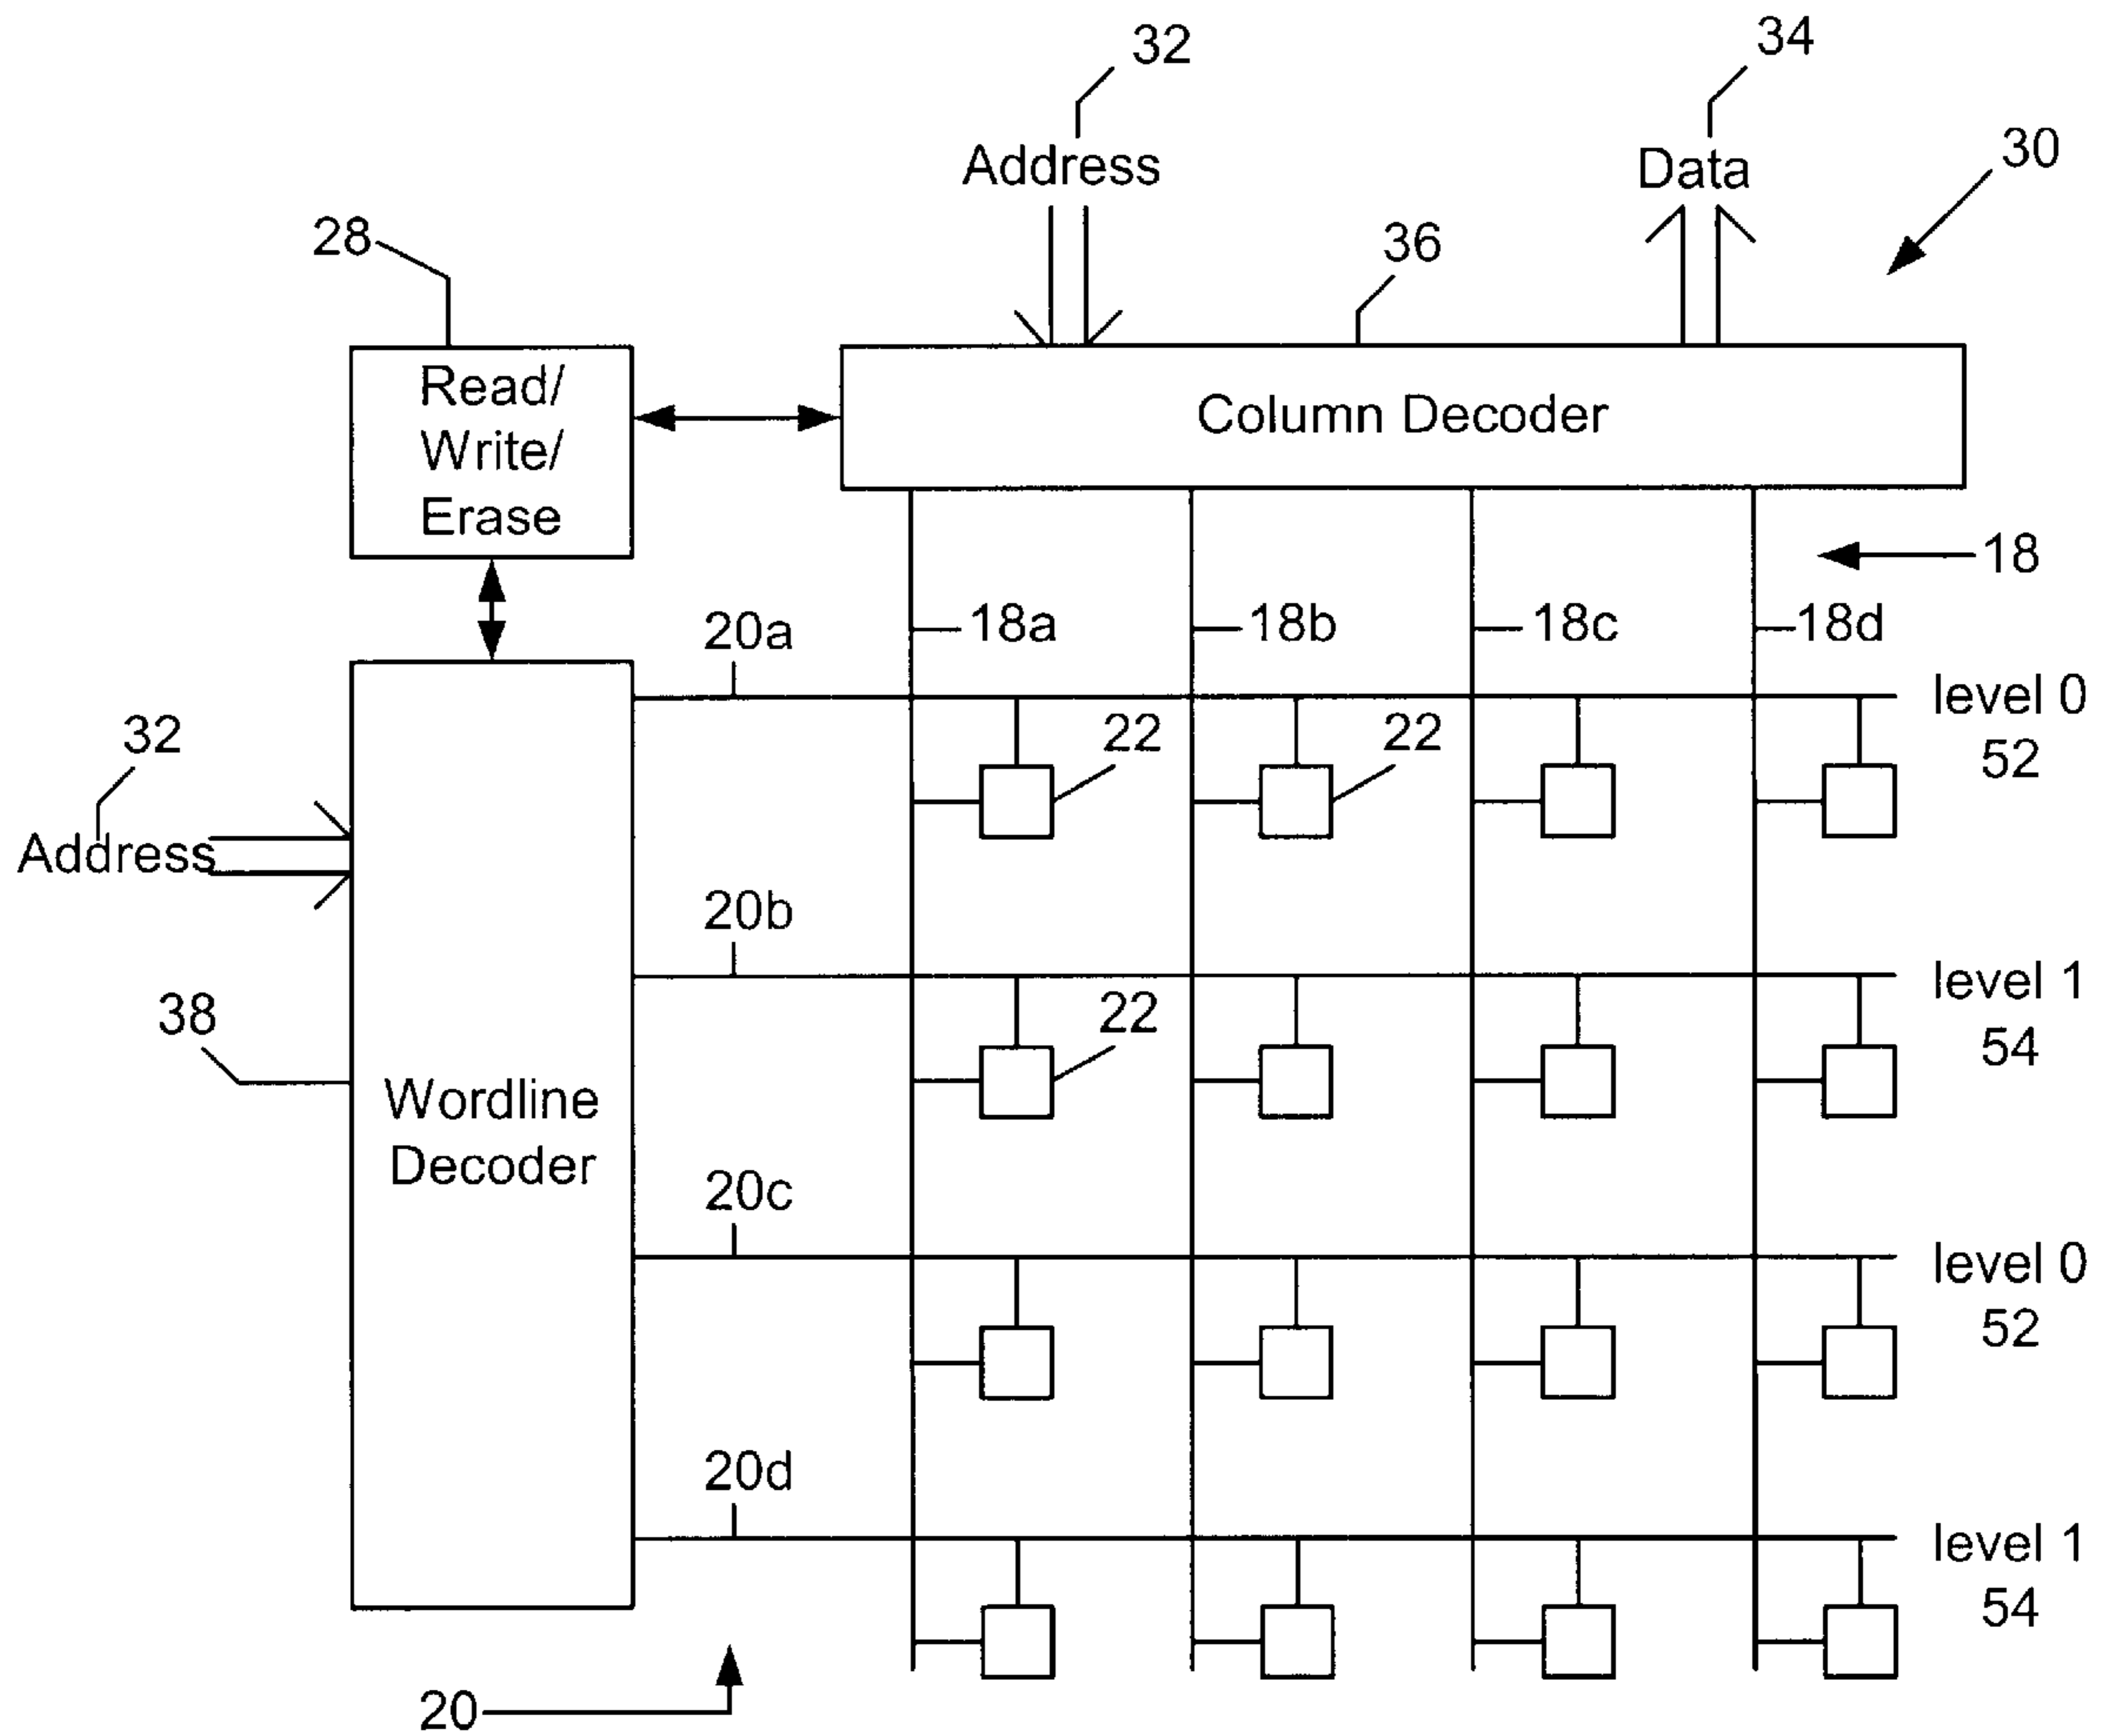 32
34
Address
Data
30
28
36
Read/
Write/
Erase
Column Decoder
18
18a
18b
18c
18d
20a
level 0
52
22
22
32
Address
20b
level 1
54
22
38
Wordline
Decoder
20c
level 0
52
20d
level 1
54
20